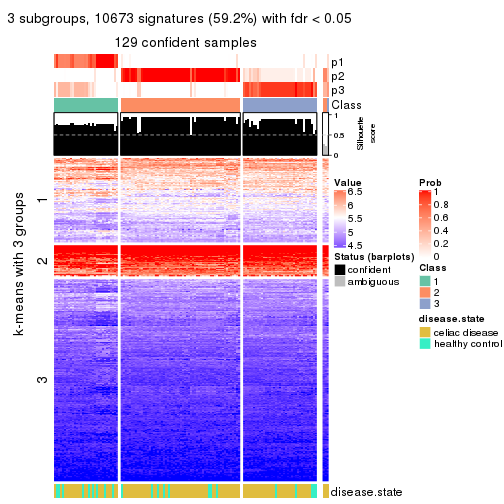 3 subgroups, 10673 signatures (59.2%) with fdr < 0.05
129 confident samples
p1
p2
p3
Class
1
0.5
0
Silhouette
score
k-means with 3 groups
1
2
3
disease.state
Value
6.5
6
5.5
5
4.5
Prob
1
0.8
0.6
0.4
0.2
0
Status (barplots)
confident
ambiguous
Class
1
2
3
disease.state
celiac disease
healthy control